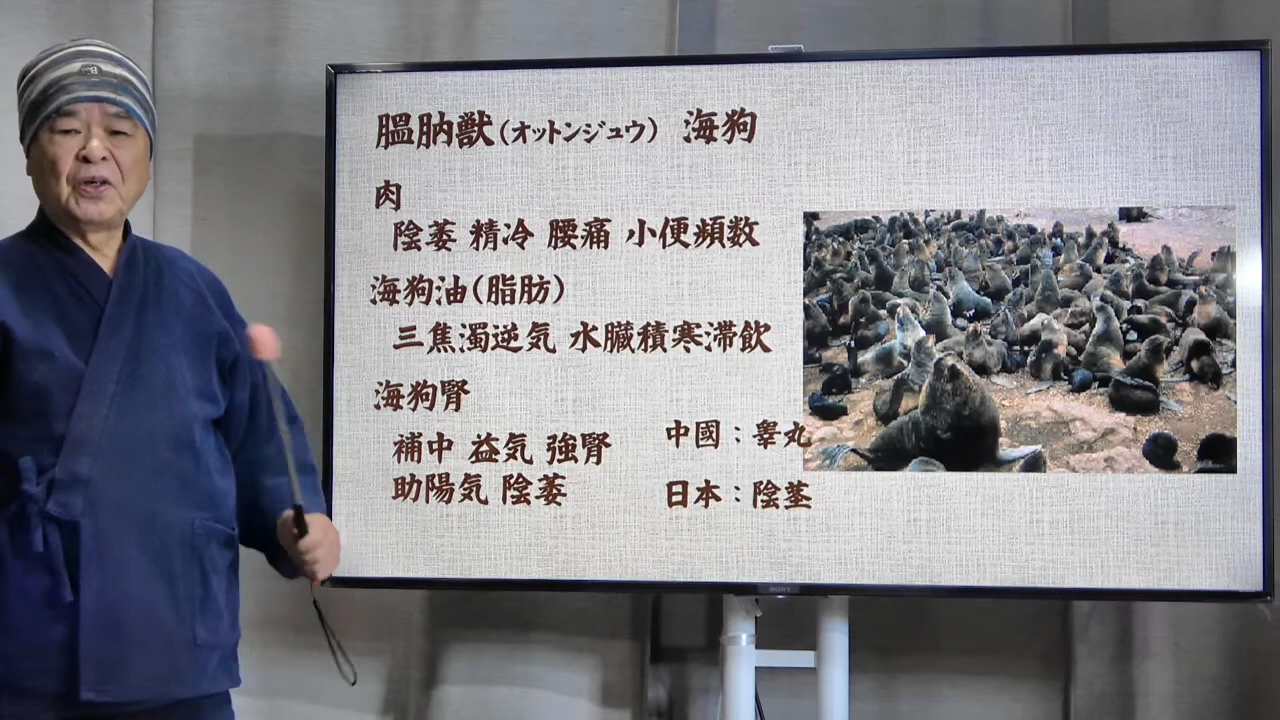 膃肭獣(オットンジュウ) 海狗
肉
陰萎 精冷 腰痛 小便頻数
海狗油(脂肪)
三焦濁逆気 水臓積寒滞飲
海狗腎
補中 益気 強腎
助陽気 陰萎
中國:睾丸
日本:陰茎
SONY